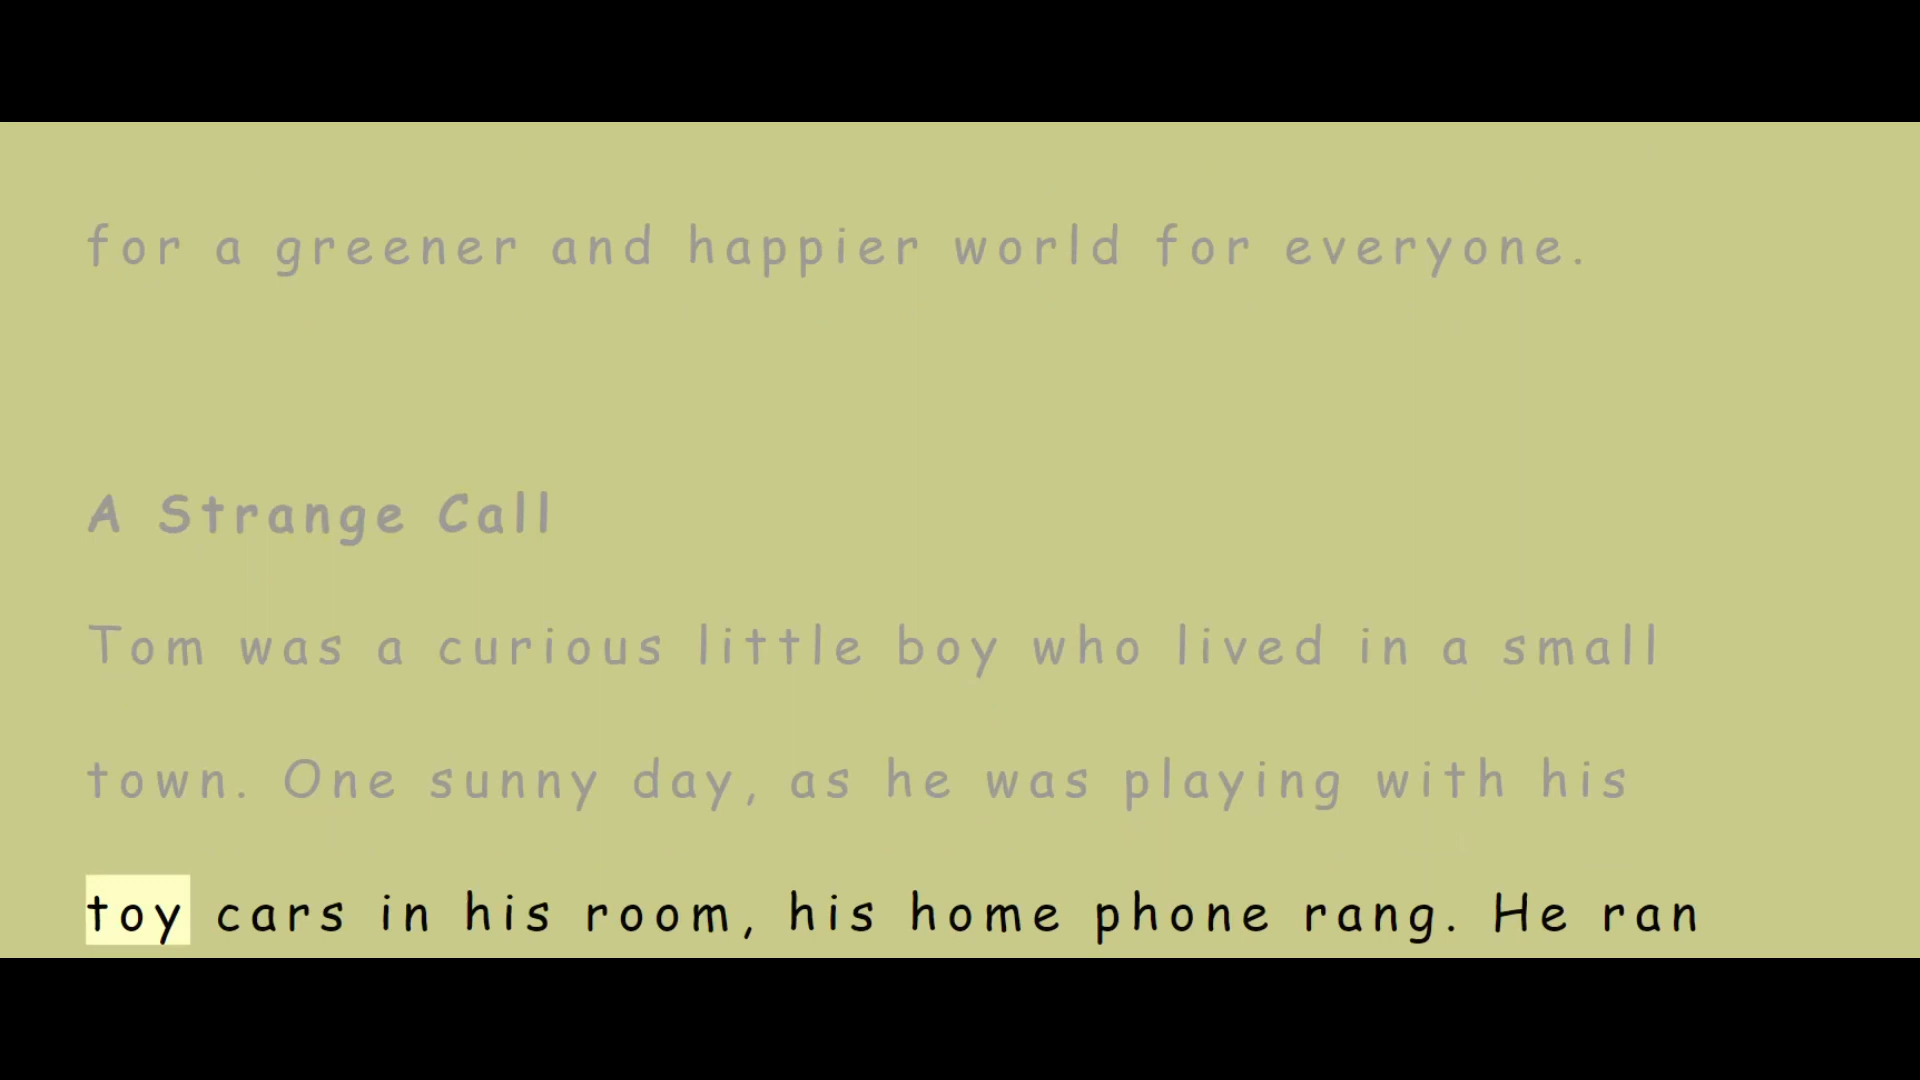 for a greener and happier world for everyone.
A Strange Call
Tom was a curious little boy who lived in a small
town. One sunny day, as he was playing with his
toy cars in his room, his home phone rang. He ran